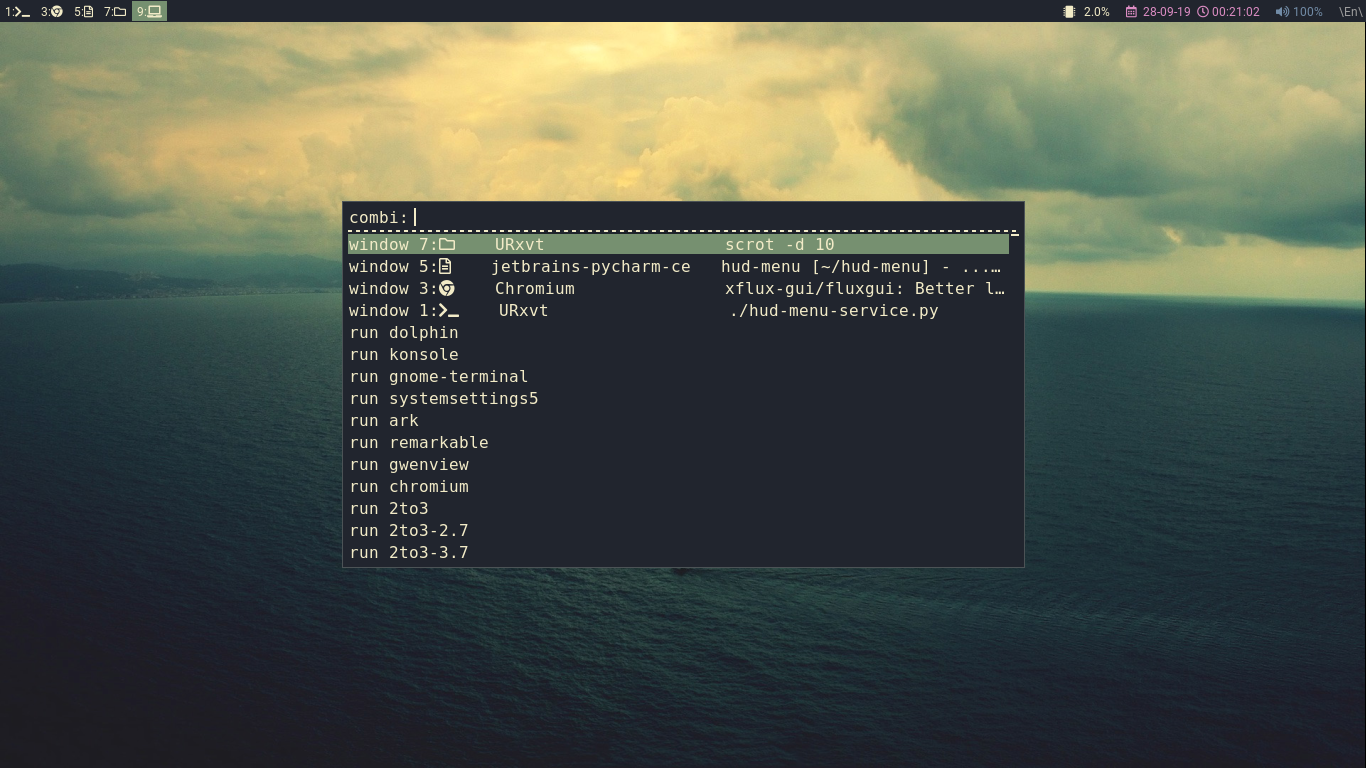 1: 3: 5: 7: 9: 2.0% 28-09-19 00:21:02 100% \En\
combi:
window 7: URxvt scrot -d 10
window 5: jetbrains-pycharm-ce hud-menu [~/hud-menu] - ...…
window 3: Chromium xflux-gui/fluxgui: Better l…
window 1: URxvt ./hud-menu-service.py
run dolphin
run konsole
run gnome-terminal
run systemsettings5
run ark
run remarkable
run gwenview
run chromium
run 2to3
run 2to3-2.7
run 2to3-3.7